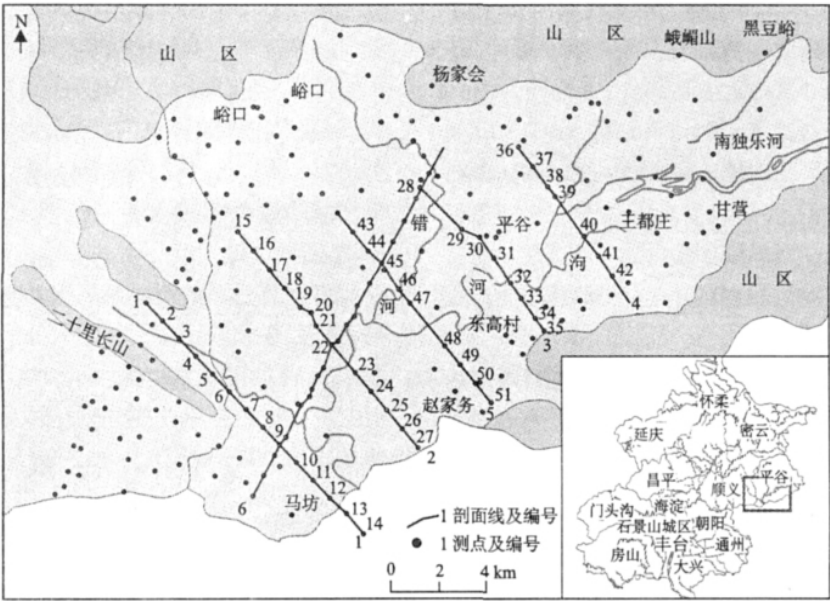 N
山 区
山 区
峨嵋山
黑豆峪
杨家会
峪口
峪口
南独乐河
36
37
38
39
28
错
平谷
王都庄
甘营
15
43
29
30
40
16
44
31
41
17
45
河
32
泃
42
18
46
33
山 区
1
19
20
河
47
34
4
2
21
东高村
35
3
3
二十里长山
22
48
4
23
49
5
24
50
6
7
25
赵家务
51
8
26
5
9
27
10
2
11
6
12
马坊
13
14
1
1 剖面线及编号
1 测点及编号
0 2 4 km
怀柔
延庆
密云
昌平
顺义
平谷
门头沟
海淀
石景山
城区
朝阳
丰台
通州
房山
大兴